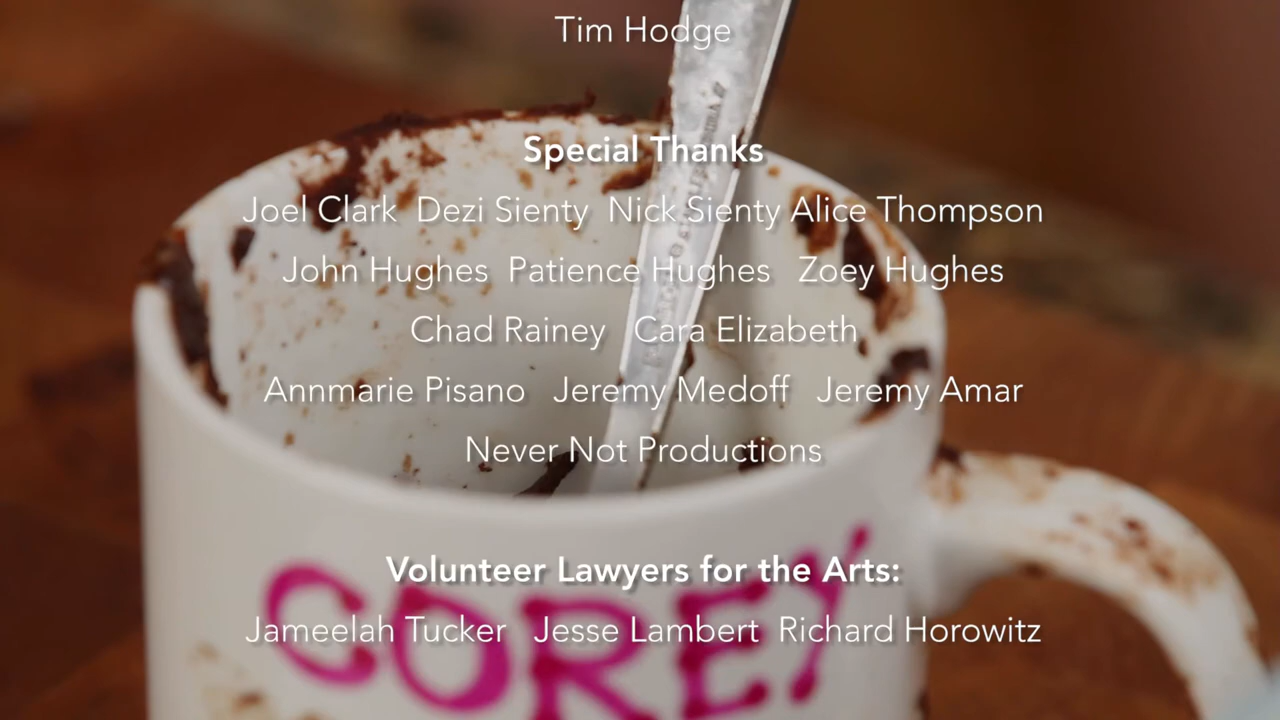 Tim Hodge
Special Thanks
Joel Clark Dezi Sienty Nick Sienty Alice Thompson
John Hughes Patience Hughes Zoey Hughes
Chad Rainey Cara Elizabeth
Annmarie Pisano Jeremy Medoff Jeremy Amar
Never Not Productions
Volunteer Lawyers for the Arts:
Jameelah Tucker Jesse Lambert Richard Horowitz
COREY